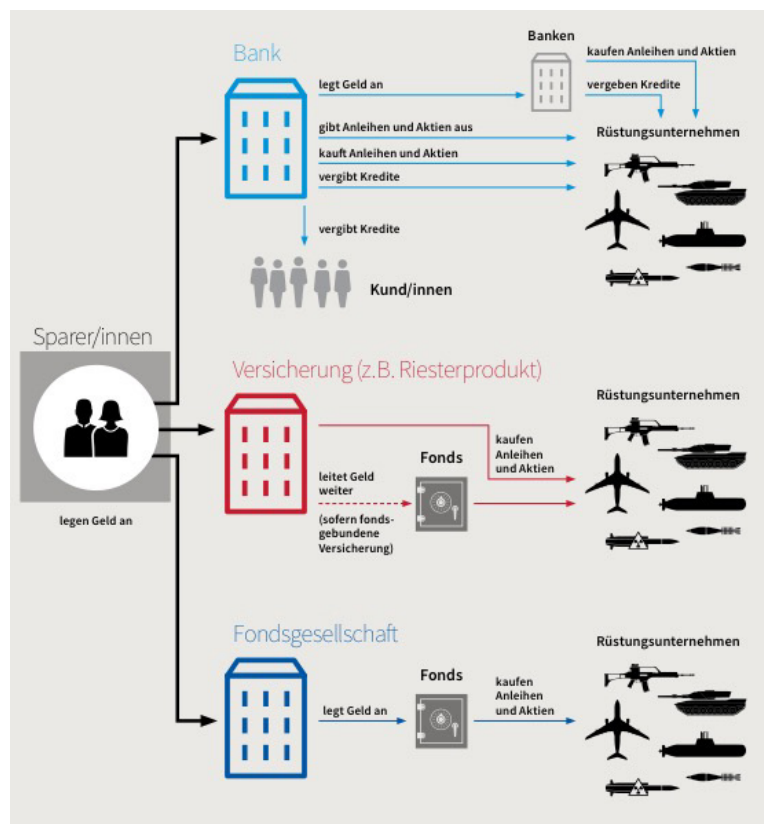 Bank
Banken
kaufen Anleihen und Aktien
legt Geld an
vergeben Kredite
gibt Anleihen und Aktien aus
Rüstungsunternehmen
kauft Anleihen und Aktien
vergibt Kredite
vergibt Kredite
Kund/innen
Sparer/innen
legen Geld an
Versicherung (z.B. Riesterprodukt)
Rüstungsunternehmen
kaufen
Anleihen
und Aktien
leitet Geld
weiter
Fonds
(sofern fonds-
gebundene
Versicherung)
Fondsgesellschaft
Rüstungsunternehmen
Fonds
kaufen
Anleihen
und Aktien
legt Geld an